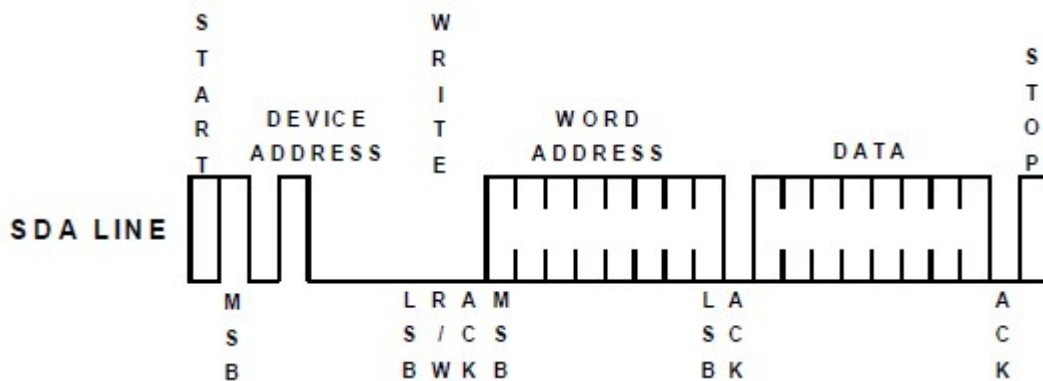 START
DEVICE
ADDRESS
WRITE
WORD
ADDRESS
DATA
STOP
SDA LINE
MSB
LSB
R/W
ACK
MSB
LSB
ACK
ACK